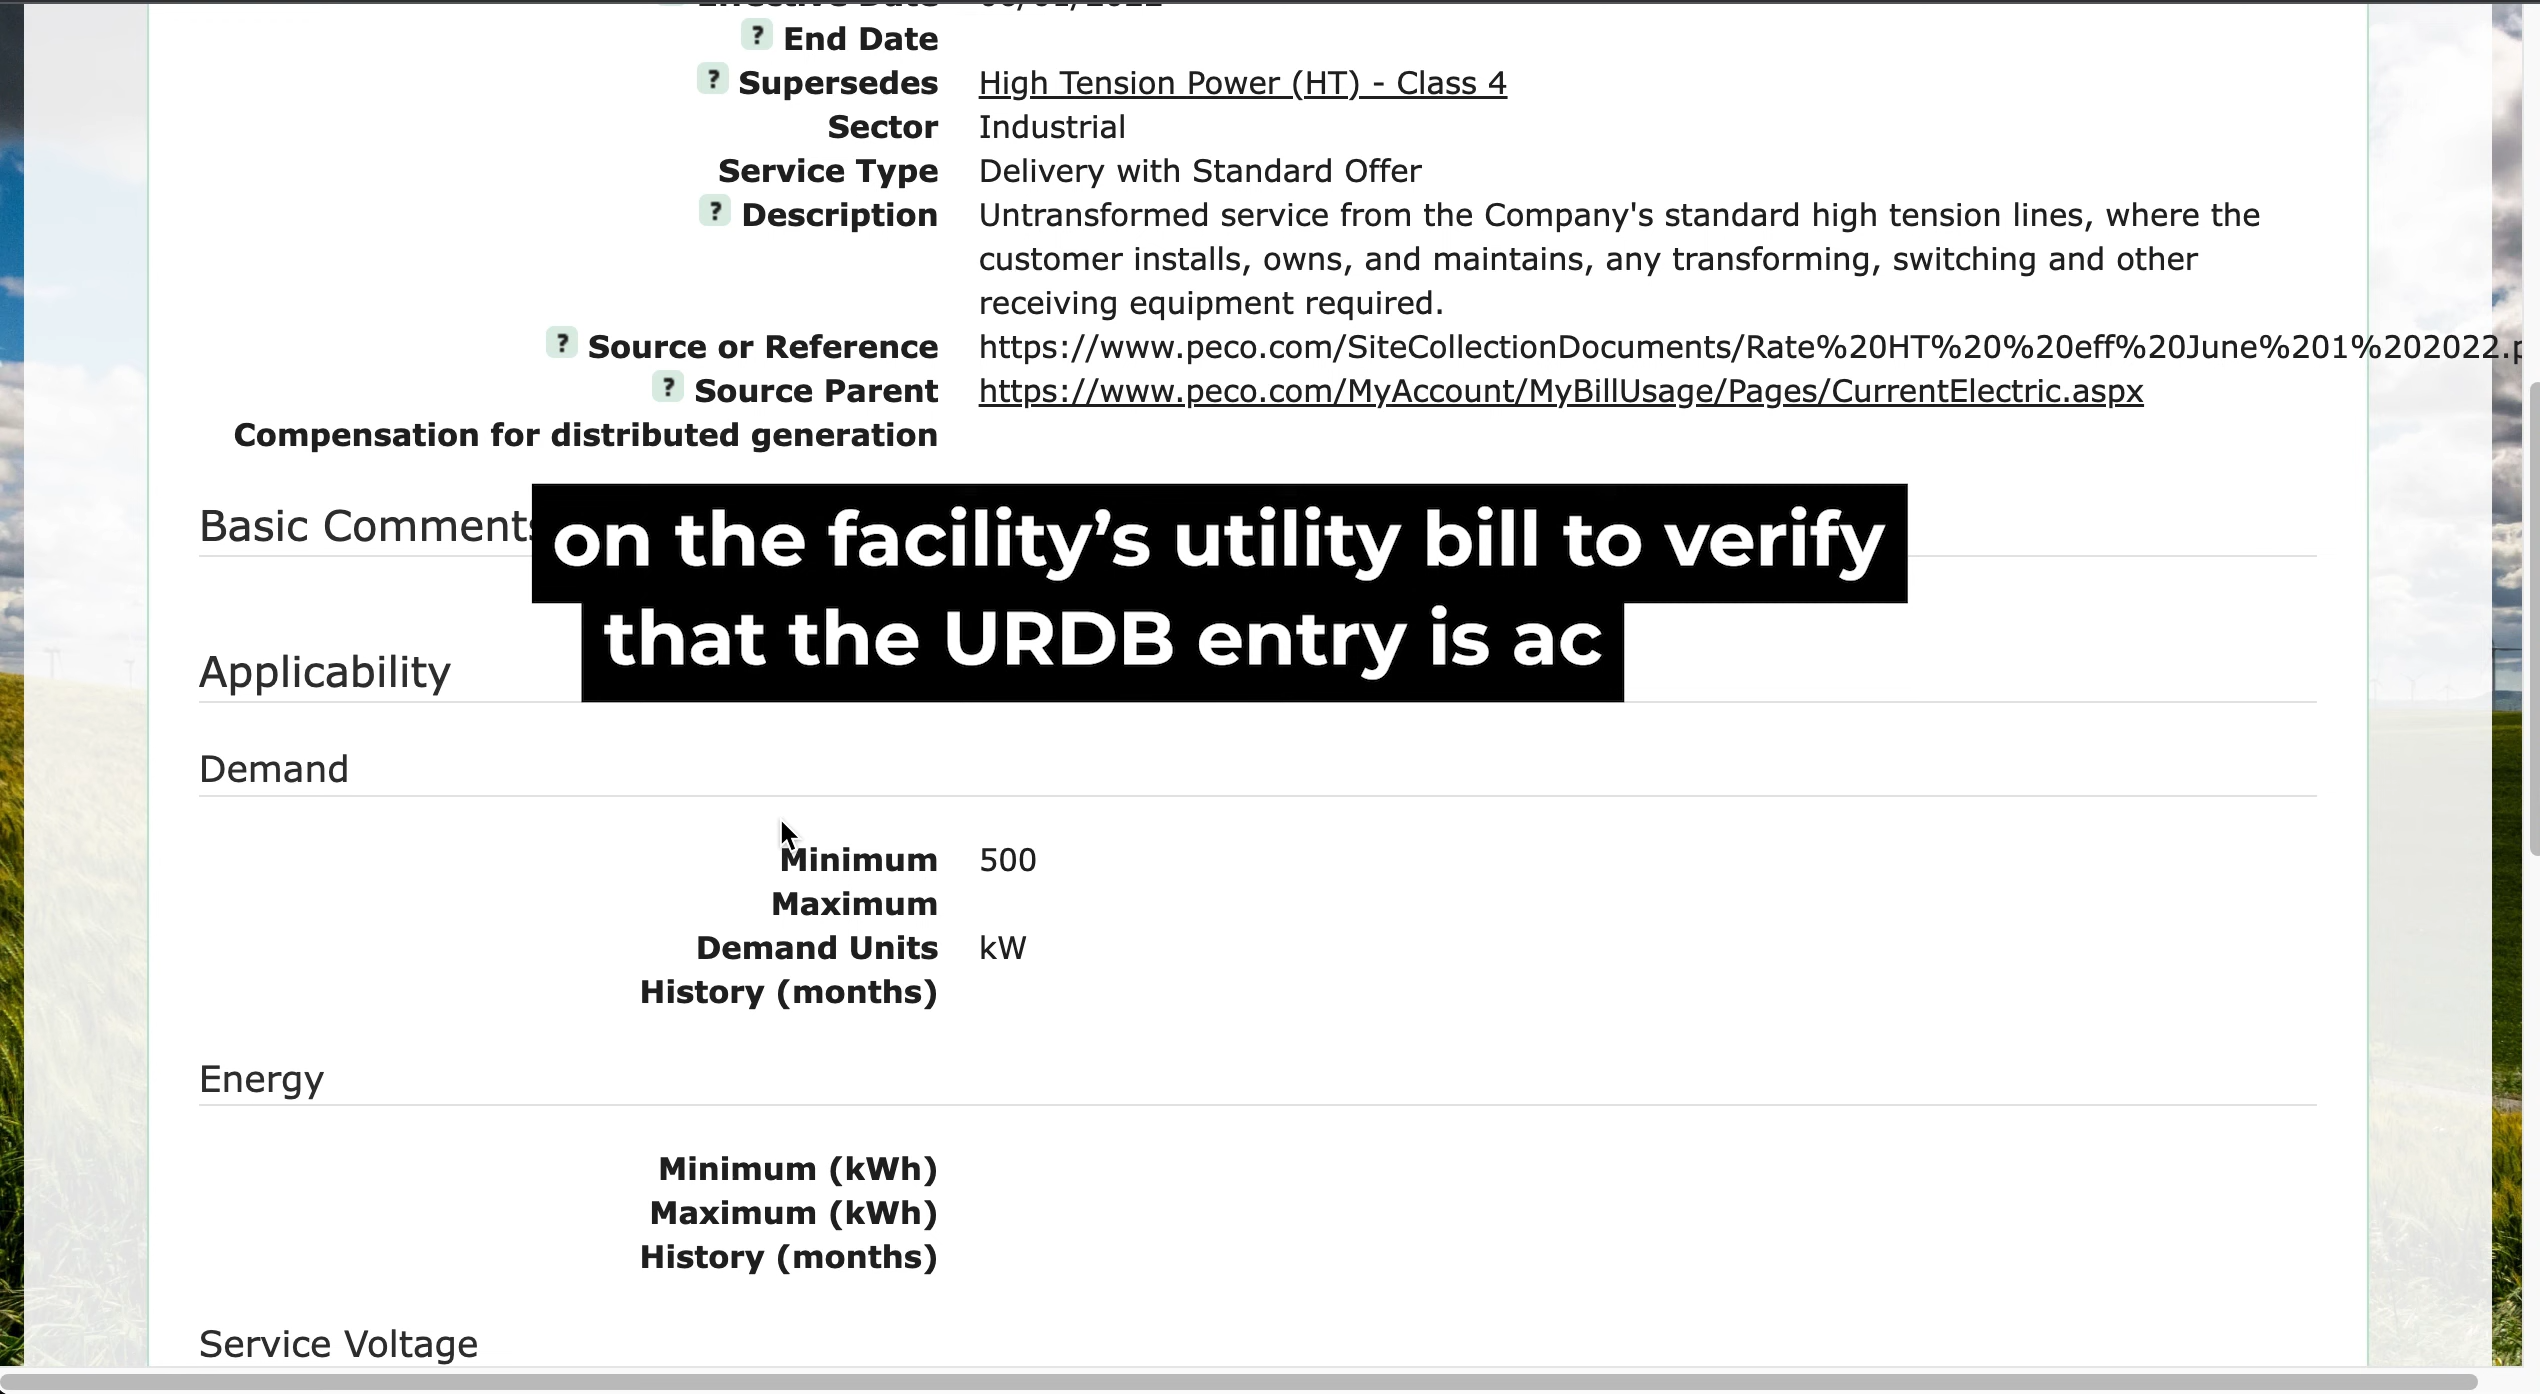 ? End Date
? Supersedes High Tension Power (HT) - Class 4
Sector Industrial
Service Type Delivery with Standard Offer
? Description Untransformed service from the Company's standard high tension lines, where the
customer installs, owns, and maintains, any transforming, switching and other
receiving equipment required.
? Source or Reference https://www.peco.com/SiteCollectionDocuments/Rate%20HT%20%20eff%20June%201%202022.p
? Source Parent https://www.peco.com/MyAccount/MyBillUsage/Pages/CurrentElectric.aspx
Compensation for distributed generation
Basic Comments
on the facility’s utility bill to verify
that the URDB entry is ac
Applicability
Demand
Minimum 500
Maximum
Demand Units kW
History (months)
Energy
Minimum (kWh)
Maximum (kWh)
History (months)
Service Voltage